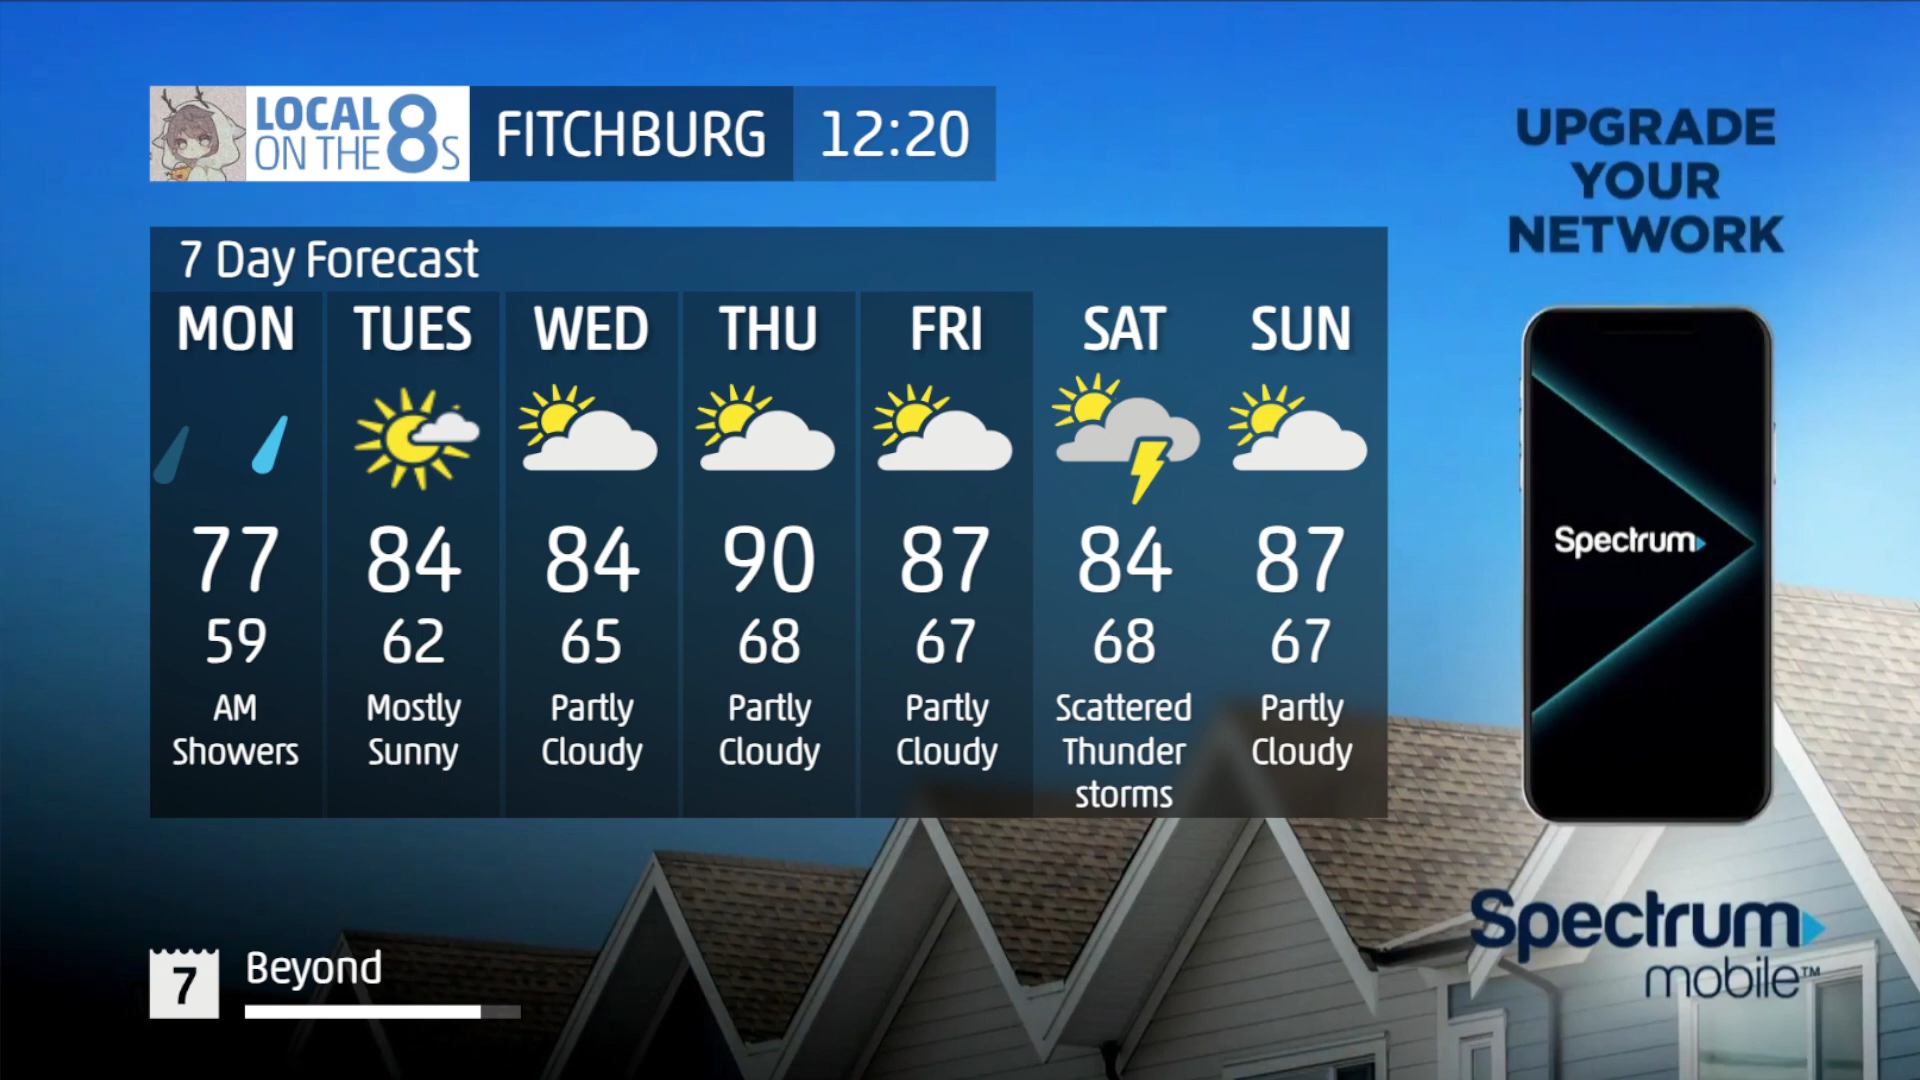 LOCAL
ON THE 8s
FITCHBURG
12:20
UPGRADE
YOUR
NETWORK
7 Day Forecast
MON TUES WED THU FRI SAT SUN
77 84 84 90 87 84 87
59 62 65 68 67 68 67
AM Mostly Partly Partly Partly Scattered Partly
Showers Sunny Cloudy Cloudy Cloudy Thunder Cloudy
storms
Spectrum
Spectrum
mobile™
7
Beyond